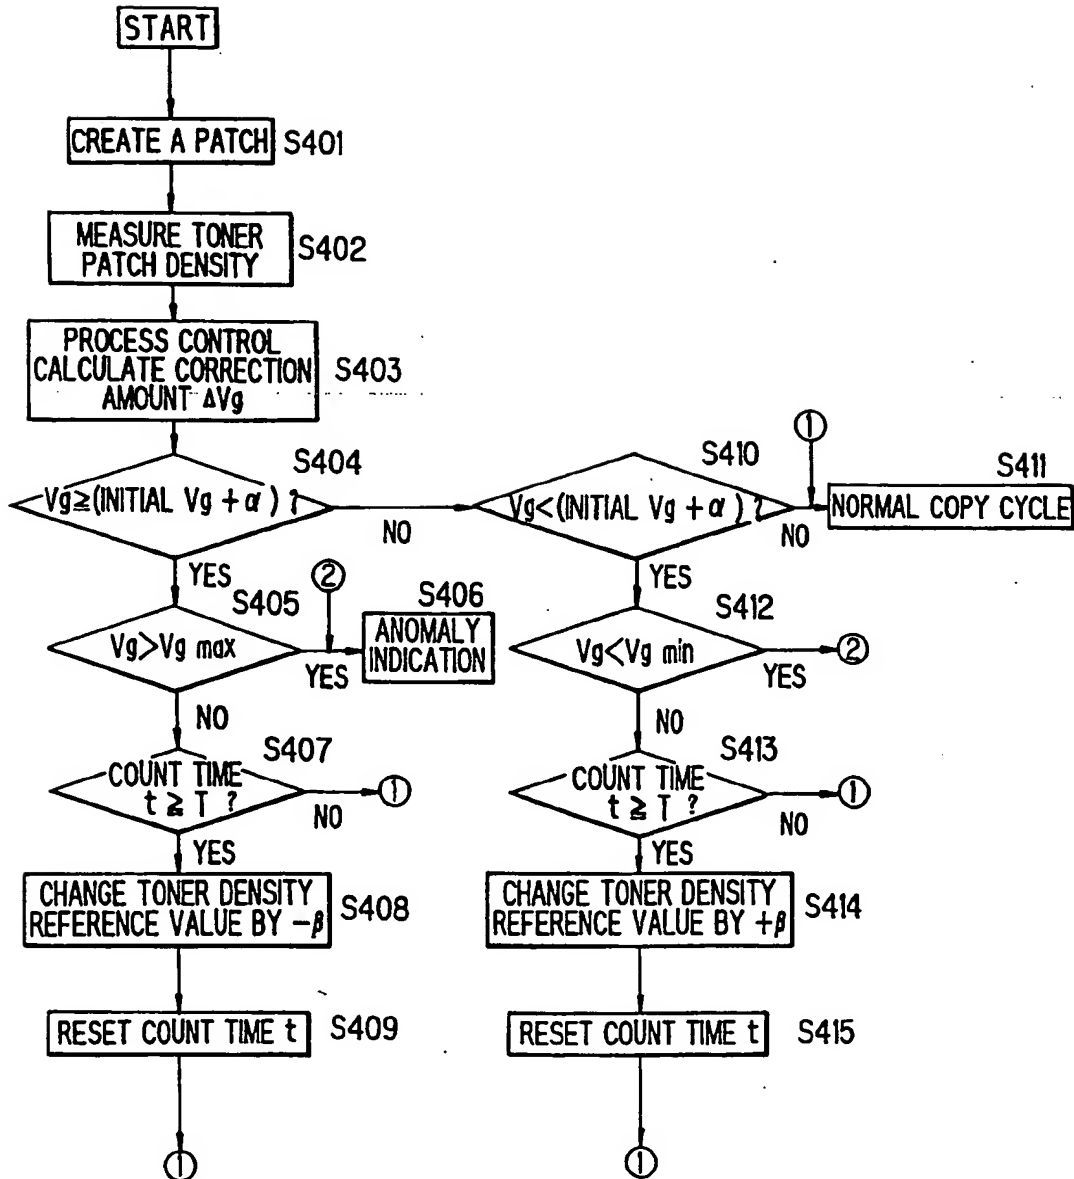 START
CREATE A PATCH
S401
MEASURE TONER
PATCH DENSITY
S402
PROCESS CONTROL
CALCULATE CORRECTION
AMOUNT ΔVg
S403
Vg≧(INITIAL Vg + α) ?
S404
NO
YES
Vg<(INITIAL Vg + α) ?
S410
NO
YES
①
NORMAL COPY CYCLE
S411
Vg>Vg max
S405
YES
NO
②
ANOMALY
INDICATION
S406
Vg<Vg min
S412
YES
②
NO
COUNT TIME
t ≧ T ?
S407
NO
①
YES
COUNT TIME
t ≧ T ?
S413
NO
①
YES
CHANGE TONER DENSITY
REFERENCE VALUE BY −β
S408
CHANGE TONER DENSITY
REFERENCE VALUE BY +β
S414
RESET COUNT TIME t
S409
RESET COUNT TIME t
S415
①
①